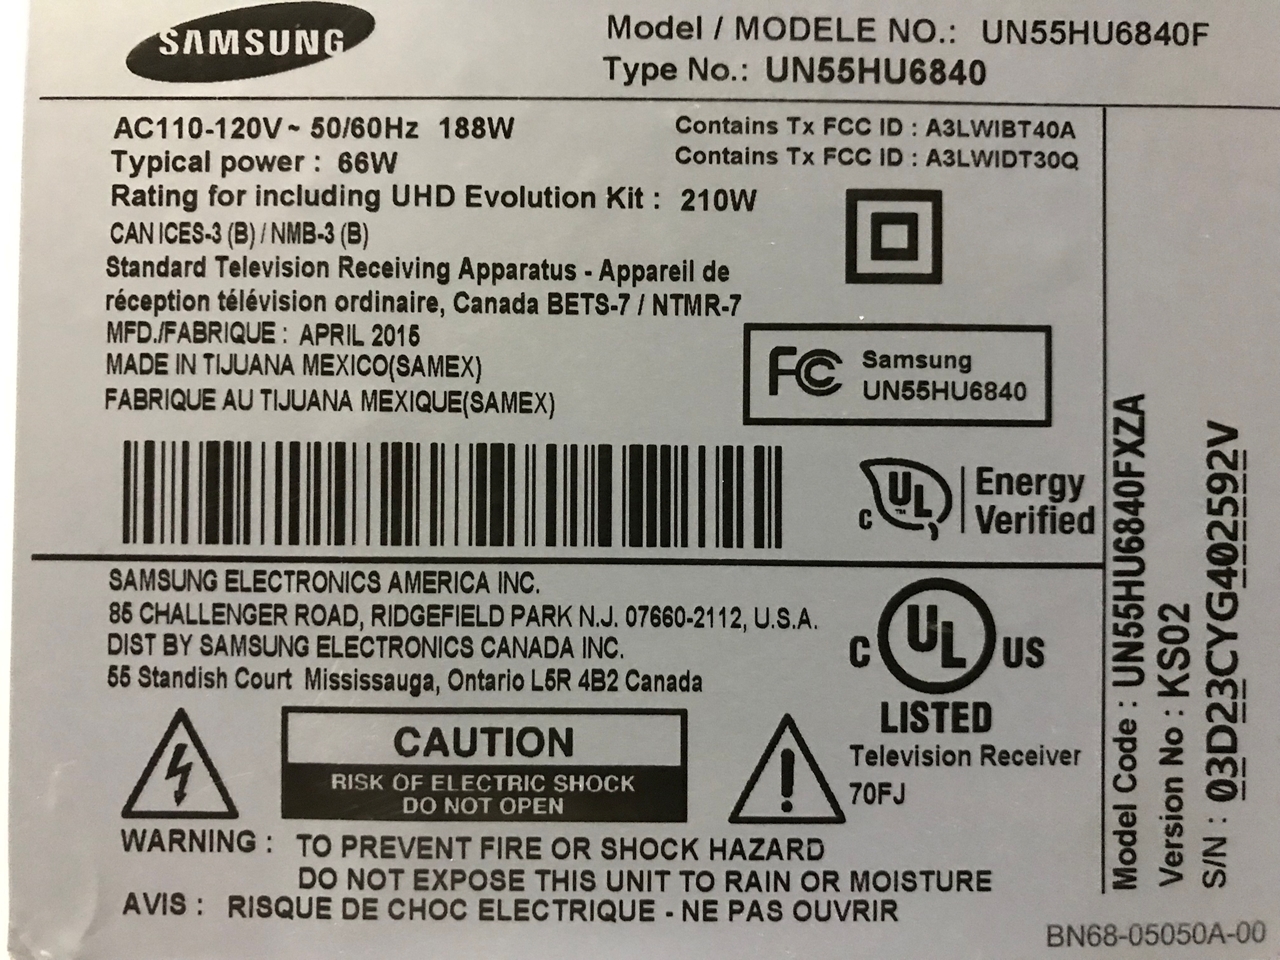 SAMSUNG
Model / MODELE NO.: UN55HU6840F
Type No.: UN55HU6840
AC110-120V~ 50/60Hz 188W
Typical power : 66W
Rating for including UHD Evolution Kit : 210W
CAN ICES-3 (B) / NMB-3 (B)
Standard Television Receiving Apparatus - Appareil de
réception télévision ordinaire, Canada BETS-7 / NTMR-7
MFD./FABRIQUE : APRIL 2015
MADE IN TIJUANA MEXICO(SAMEX)
FABRIQUE AU TIJUANA MEXIQUE(SAMEX)
Contains Tx FCC ID : A3LWIBT40A
Contains Tx FCC ID : A3LWIDT30Q
FC Samsung
UN55HU6840
C UL ™ Energy
Verified
SAMSUNG ELECTRONICS AMERICA INC.
85 CHALLENGER ROAD, RIDGEFIELD PARK N.J. 07660-2112, U.S.A.
DIST BY SAMSUNG ELECTRONICS CANADA INC.
55 Standish Court Mississauga, Ontario L5R 4B2 Canada
C UL US
LISTED
Television Receiver
70FJ
CAUTION
RISK OF ELECTRIC SHOCK
DO NOT OPEN
WARNING : TO PREVENT FIRE OR SHOCK HAZARD
DO NOT EXPOSE THIS UNIT TO RAIN OR MOISTURE
AVIS : RISQUE DE CHOC ELECTRIQUE - NE PAS OUVRIR
Model Code : UN55HU6840FXZA
Version No : KS02
S/N : 03D23CYG402592V
BN68-05050A-00